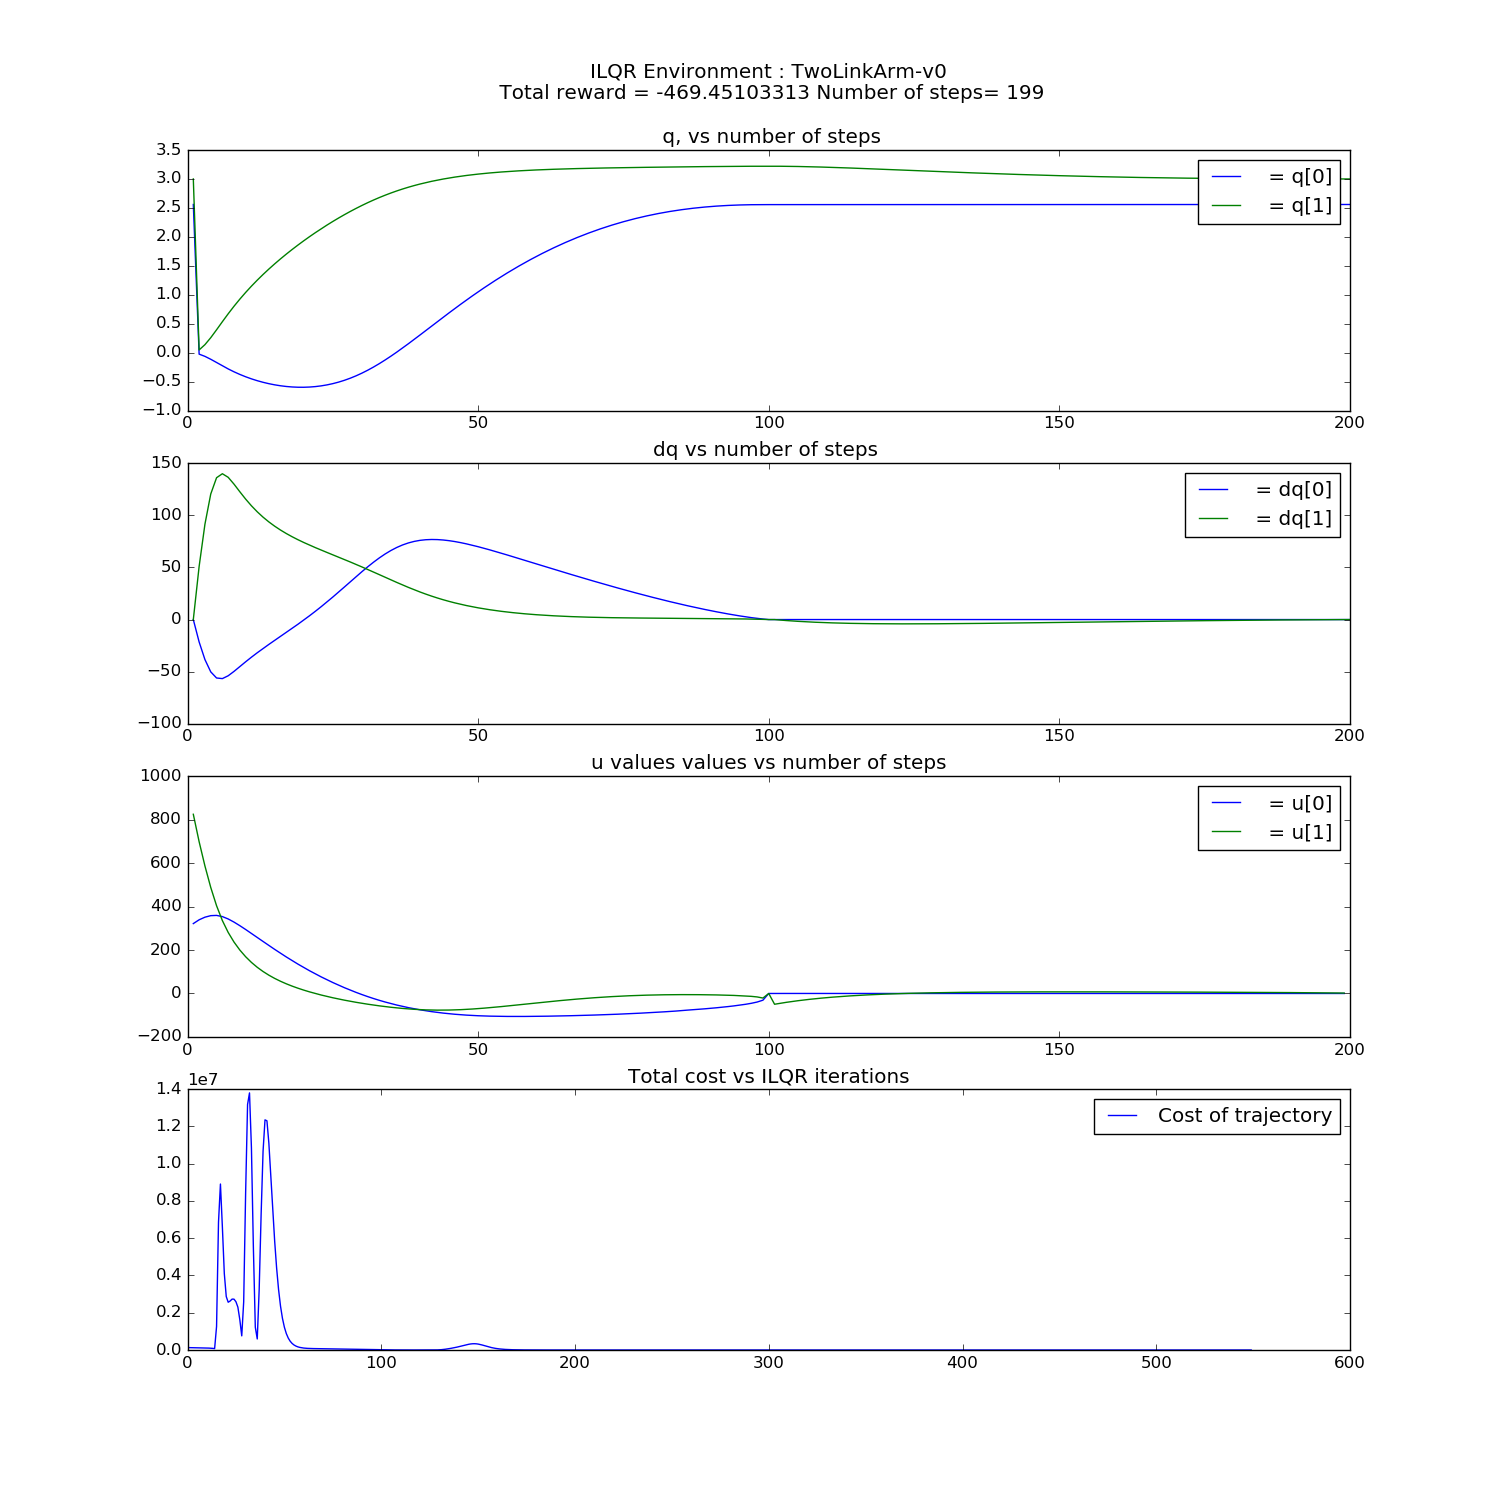 ILQR Environment : TwoLinkArm-v0
Total reward = -469.45103313 Number of steps= 199
q, vs number of steps
3.5
3.0
2.5
2.0
1.5
1.0
0.5
0.0
−0.5
−1.0
= q[0]
= q[1]
0 50 100 150 200
dq vs number of steps
150
100
50
0
−50
−100
= dq[0]
= dq[1]
0 50 100 150 200
u values values vs number of steps
1000
800
600
400
200
0
−200
= u[0]
= u[1]
0 50 100 150 200
Total cost vs ILQR iterations
1e7
1.4
1.2
1.0
0.8
0.6
0.4
0.2
0.0
Cost of trajectory
0 100 200 300 400 500 600